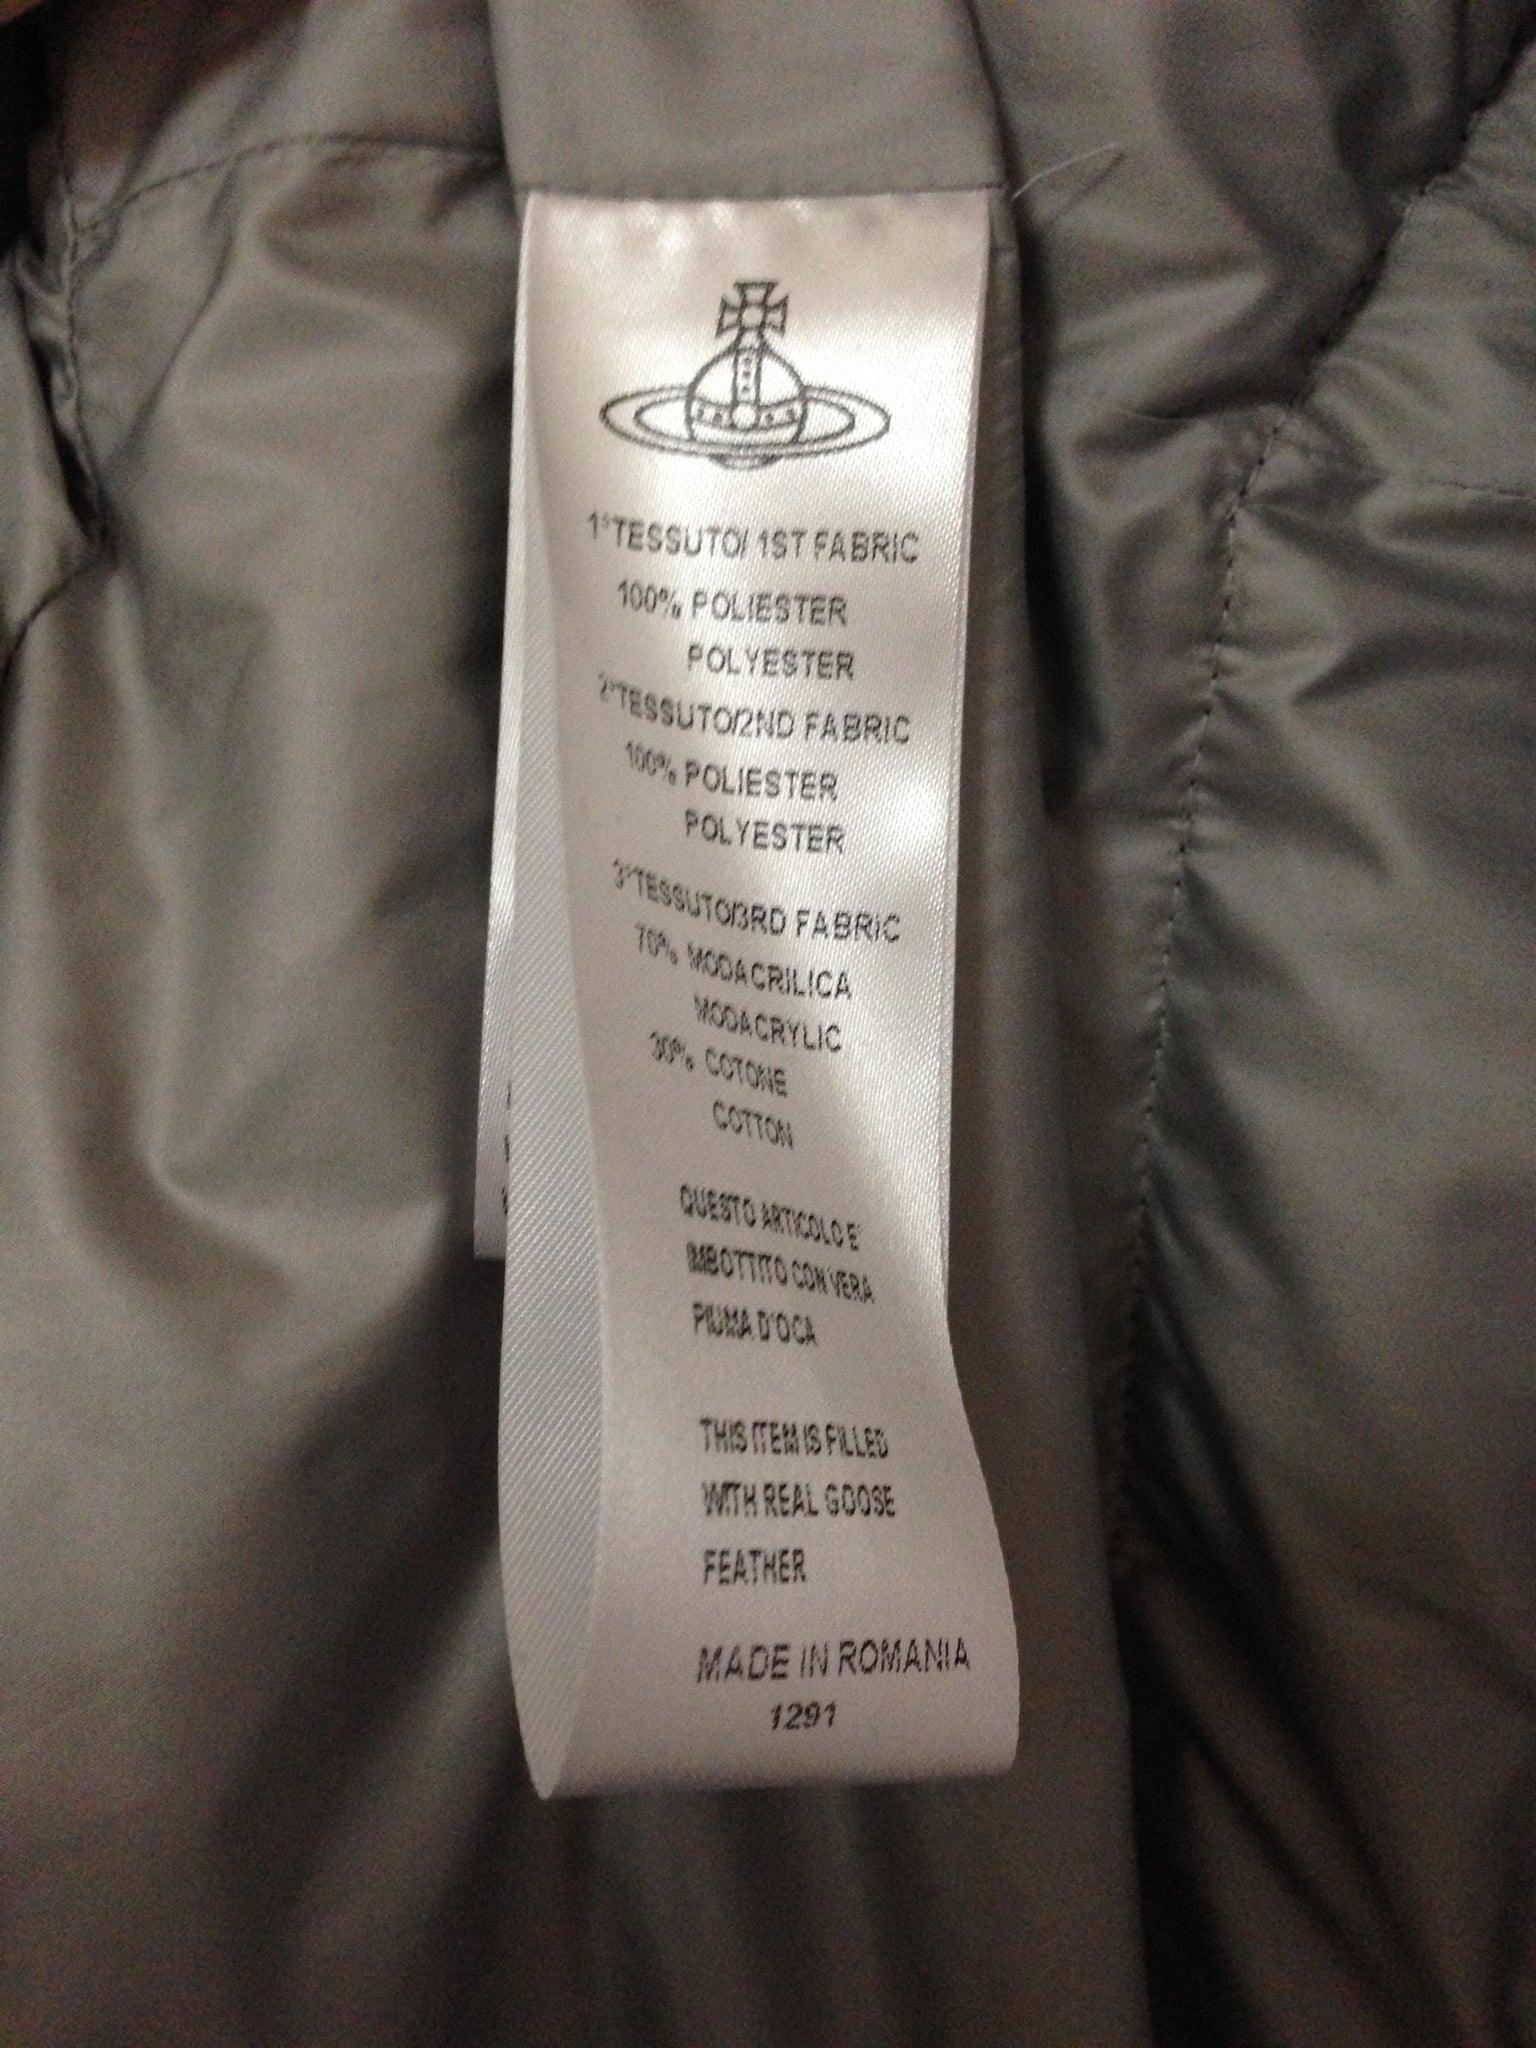 1°TESSUTO/ 1ST FABRIC
100% POLIESTER
POLYESTER
2°TESSUTO/2ND FABRIC
100% POLIESTER
POLYESTER
3°TESSUTO/3RD FABRIC
70% MODACRILICA
MODACRYLIC
30% COTONE
COTTON
QUESTO ARTICOLO E'
IMBOTTITO CON VERA
PIUMA D'OCA
THIS ITEM IS FILLED
WITH REAL GOOSE
FEATHER
MADE IN ROMANIA
1291